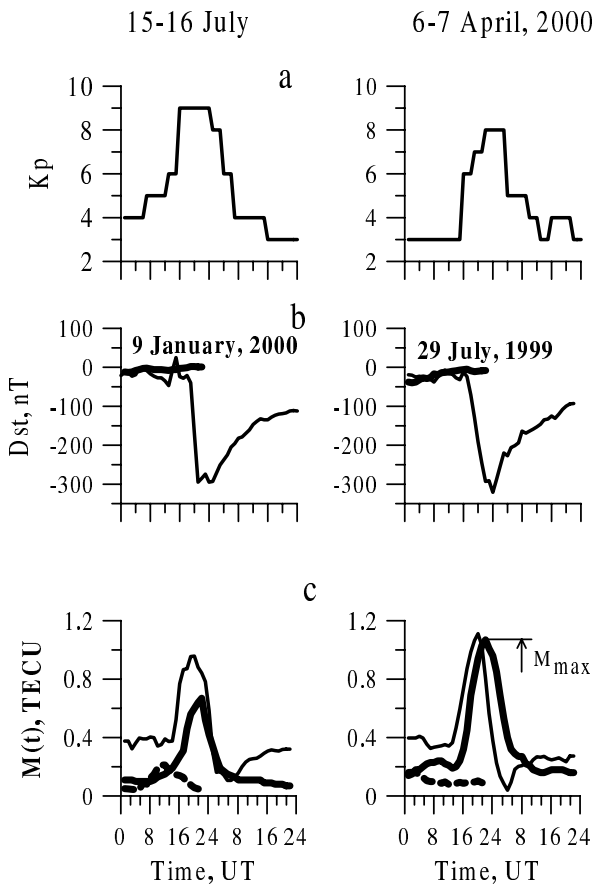 15-16 July
6-7 April, 2000
a
10
8
6
4
2
Kp
10
8
6
4
2
b
100
0
-100
-200
-300
Dst, nT
9 January, 2000
100
0
-100
-200
-300
29 July, 1999
c
1.2
0.8
0.4
0
M(t), TECU
0 8 16 24 8 16 24
Time, UT
1.2
0.8
0.4
0
Mmax
0 8 16 24 8 16 24
Time, UT